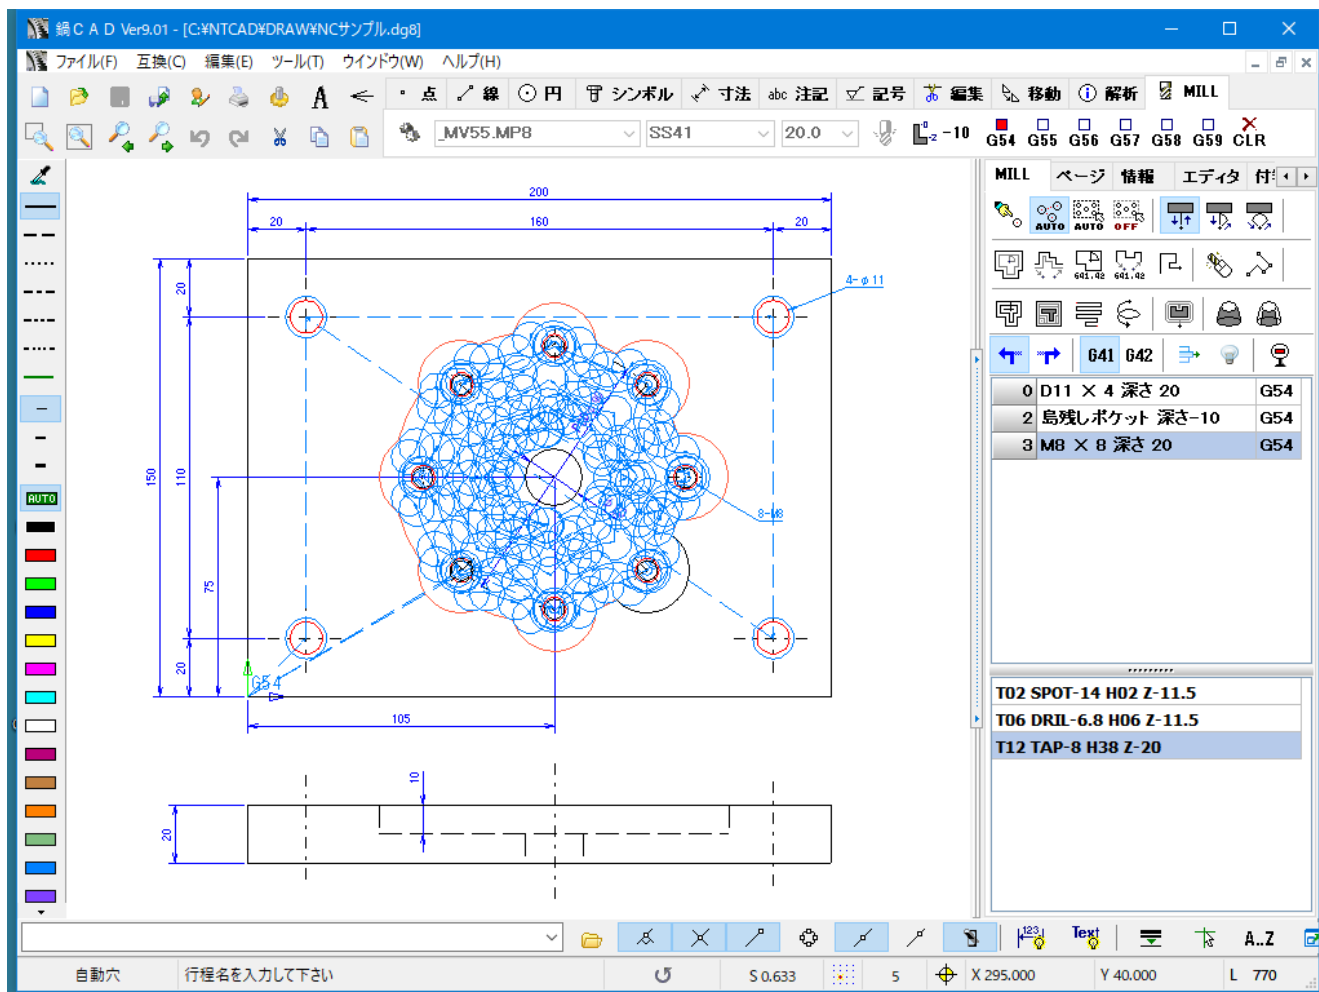 鍋ＣＡＤ Ver9.01 - [C:¥NTCAD¥DRAW¥NCサンプル.dg8]
ファイル(F) 互換(C) 編集(E) ツール(T) ウインドウ(W) ヘルプ(H)
A 点 線 円 シンボル 寸法 abc 注記 記号 編集 移動 解析 MILL
_MV55.MP8 SS41 20.0 -10 G54 G55 G56 G57 G58 G59 CLR
MILL ページ 情報 エディタ
AUTO AUTO OFF
G41,42 G41,42
G41 G42
0 D11 × 4 深さ 20 G54
2 島残しポケット 深さ-10 G54
3 M8 × 8 深さ 20 G54
T02 SPOT-14 H02 Z-11.5
T06 DRIL-6.8 H06 Z-11.5
T12 TAP-8 H38 Z-20
AUTO
200
20 160 20
4-φ11
20
150
110
75
20
8-M8
G54
105
10
20
123 Text A..Z
自動穴 行程名を入力して下さい S 0.633 5 X 295.000 Y 40.000 L 770